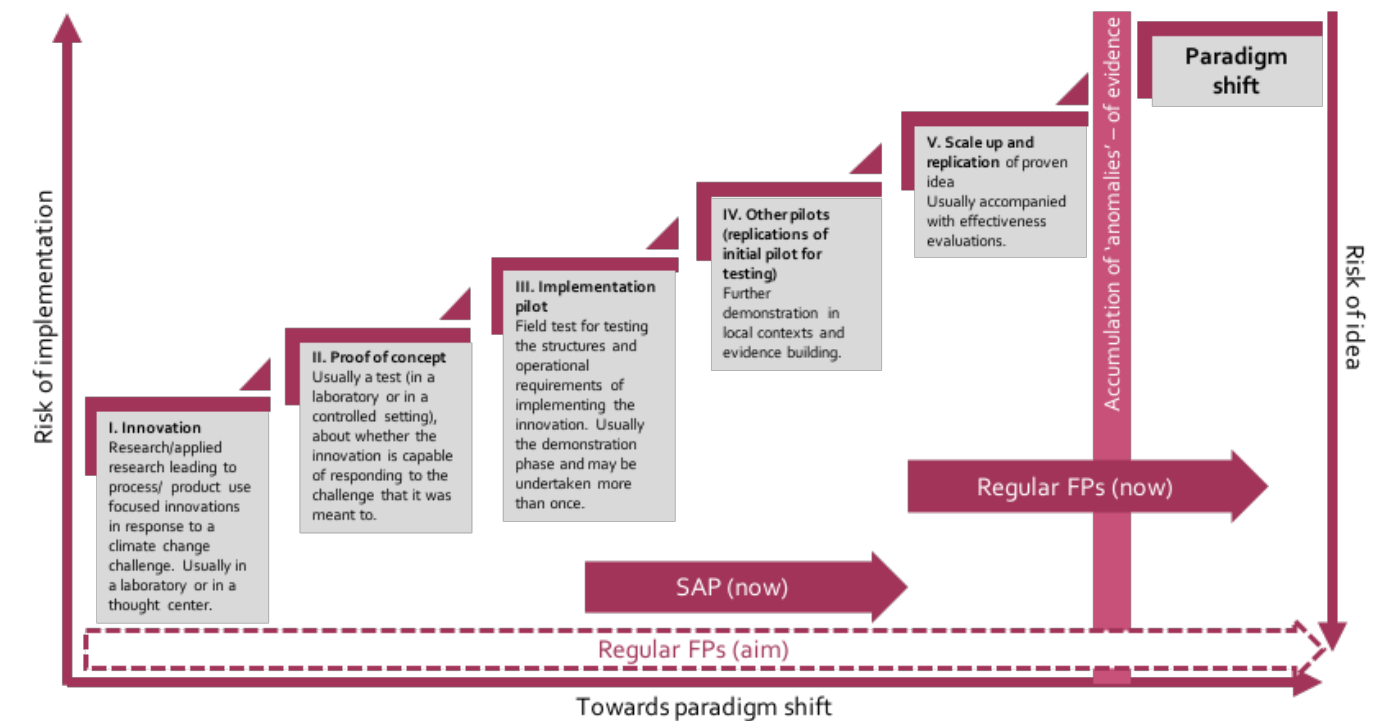 Risk of implementation
I. Innovation
Research/applied
research leading to
process/ product use
focused innovations
in response to a
climate change
challenge. Usually in
a laboratory or in a
thought center.
II. Proof of concept
Usually a test (in a
laboratory or in a
controlled setting),
about whether the
innovation is capable
of responding to the
challenge that it was
meant to.
III. Implementation
pilot
Field test for testing
the structures and
operational
requirements of
implementing the
innovation. Usually
the demonstration
phase and may be
undertaken more
than once.
IV. Other pilots
(replications of
initial pilot for
testing)
Further
demonstration in
local contexts and
evidence building.
V. Scale up and
replication of proven
idea
Usually accompanied
with effectiveness
evaluations.
Accumulation of 'anomalies' – of evidence
Paradigm
shift
Risk of idea
Regular FPs (now)
SAP (now)
Regular FPs (aim)
Towards paradigm shift